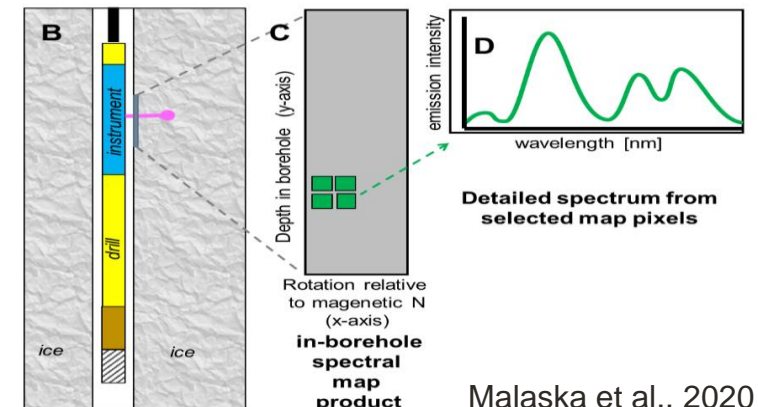 B
instrument
drill
ice
ice
C
Depth in borehole (y-axis)
Rotation relative
to magenetic N
(x-axis)
in-borehole
spectral
map
product
D
emission intensity
wavelength [nm]
Detailed spectrum from
selected map pixels
Malaska et al., 2020